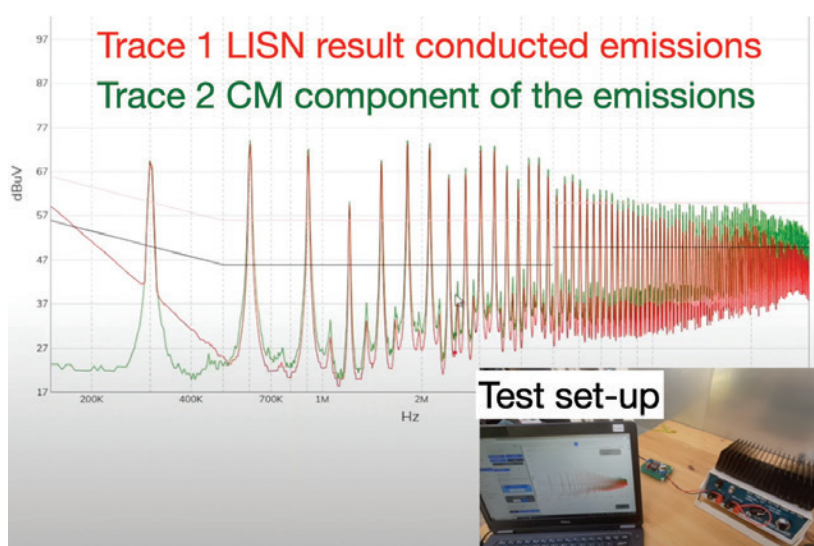 Trace 1 LISN result conducted emissions
Trace 2 CM component of the emissions
97
87
77
67
57
47
37
27
17
dBuV
200K 400K 700K 1M 2M
Hz
Test set-up